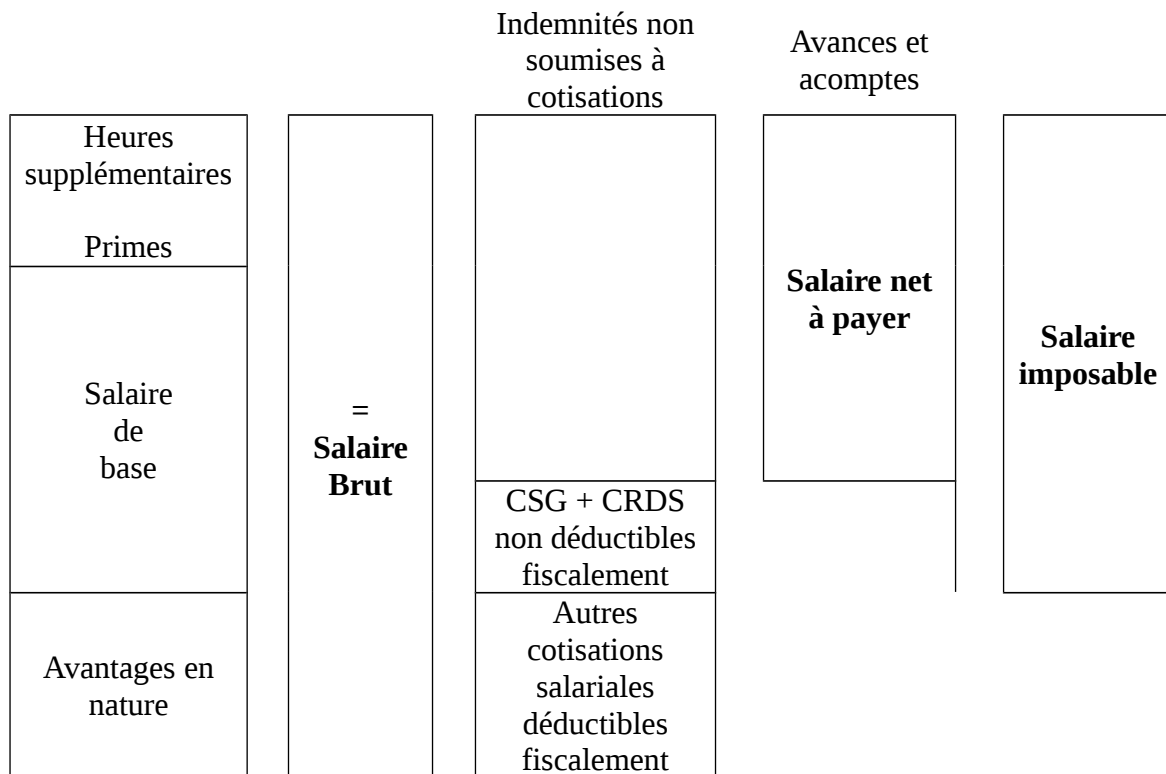 Indemnités non
soumises à
cotisations
Avances et
acomptes
Heures
supplémentaires
Primes
Salaire
de
base
Avantages en
nature
=
Salaire
Brut
CSG + CRDS
non déductibles
fiscalement
Autres
cotisations
salariales
déductibles
fiscalement
Salaire net
à payer
Salaire
imposable